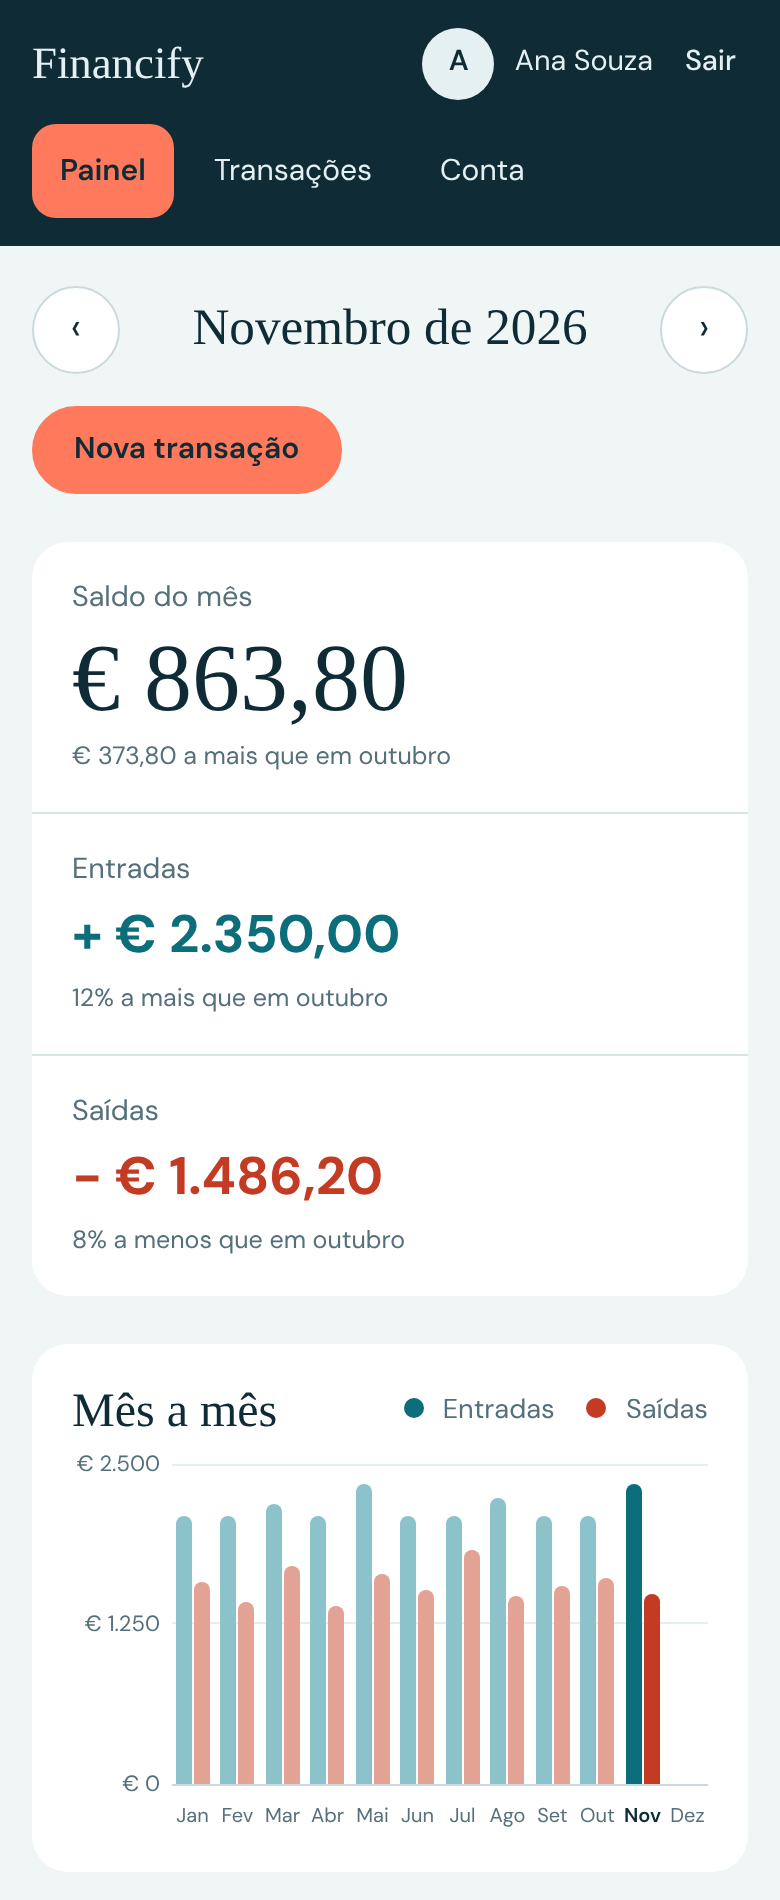 Financify
A Ana Souza Sair
Painel Transações Conta
‹ Novembro de 2026 ›
Nova transação
Saldo do mês
€ 863,80
€ 373,80 a mais que em outubro
Entradas
+ € 2.350,00
12% a mais que em outubro
Saídas
− € 1.486,20
8% a menos que em outubro
Mês a mês
Entradas Saídas
€ 2.500
€ 1.250
€ 0
Jan Fev Mar Abr Mai Jun Jul Ago Set Out Nov Dez